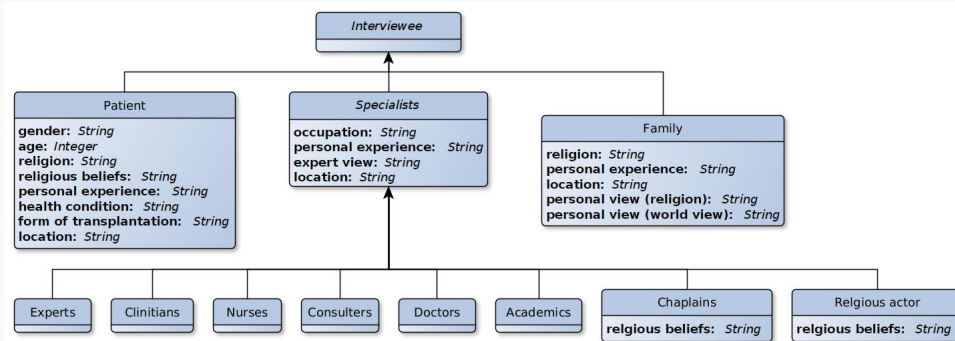 Interviewee
Patient
gender: String
age: Integer
religion: String
religious beliefs: String
personal experience: String
health condition: String
form of transplantation: String
location: String
Specialists
occupation: String
personal experience: String
expert view: String
location: String
Family
religion: String
personal experience: String
location: String
personal view (religion): String
personal view (world view): String
Experts
Clinitians
Nurses
Consulters
Doctors
Academics
Chaplains
relgious beliefs: String
Relgious actor
relgious beliefs: String